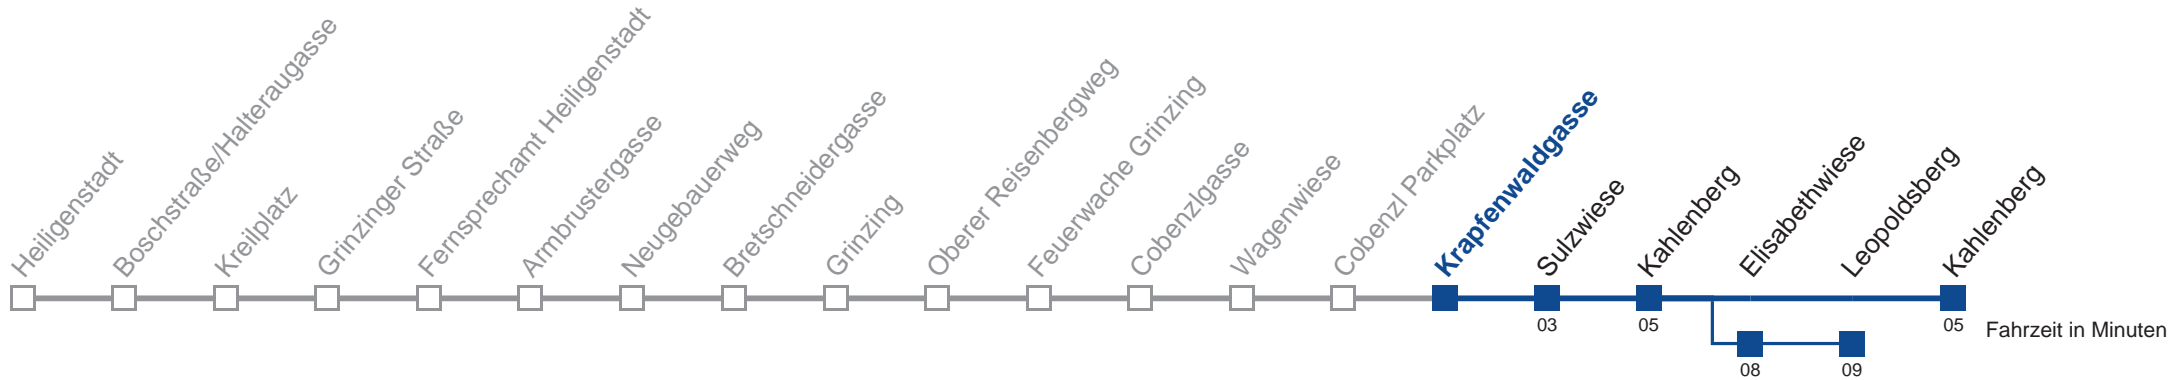 Heiligenstadt
Boschstraße/Halteraugasse
Kreilplatz
Grinzinger Straße
Fernsprechamt Heiligenstadt
Armbrustergasse
Neugebauerweg
Bretschneidergasse
Grinzing
Oberer Reisenbergweg
Feuerwache Grinzing
Cobenzlgasse
Wagenwiese
Cobenzl Parkplatz
Krapfenwaldgasse
Sulzwiese
Kahlenberg
Elisabethwiese
Leopoldsberg
Kahlenberg
03
05
05
Fahrzeit in Minuten
08
09